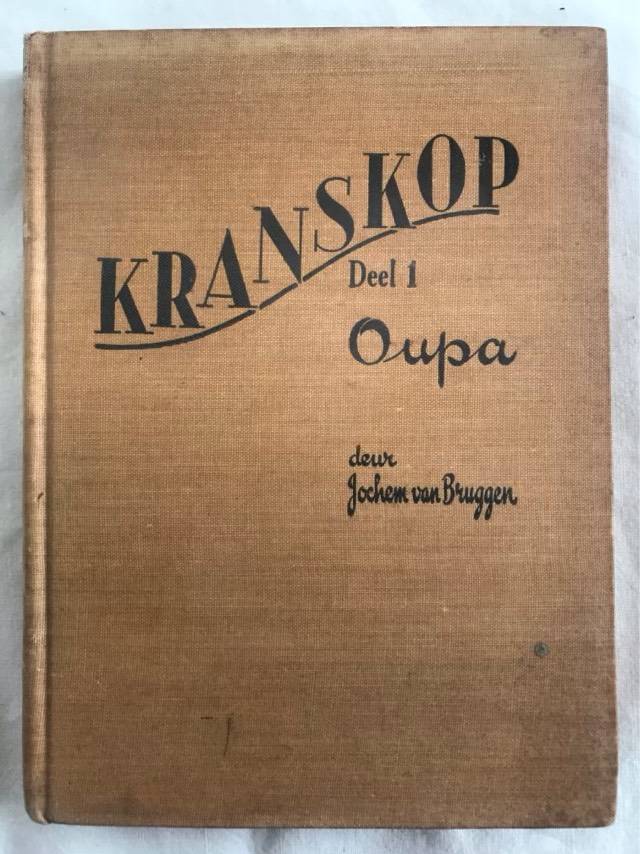 KRANSKOP
Deel 1
Oupa
deur
Jochem van Bruggen